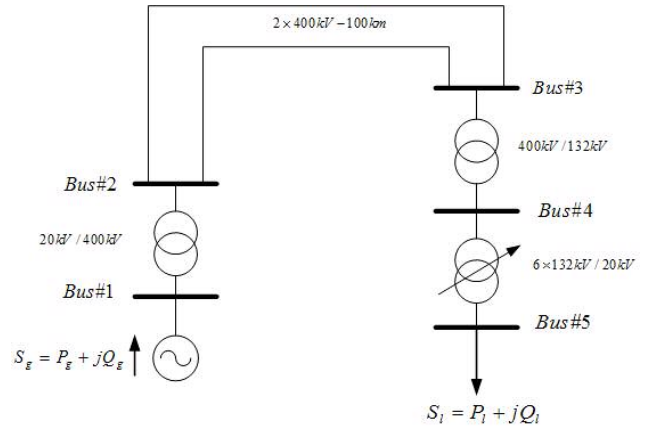 2 × 400kV − 100km
Bus#3
400kV / 132kV
Bus#2
Bus#4
20kV / 400kV
6 × 132kV / 20kV
Bus#1
Bus#5
S_g = P_g + jQ_g
S_l = P_l + jQ_l